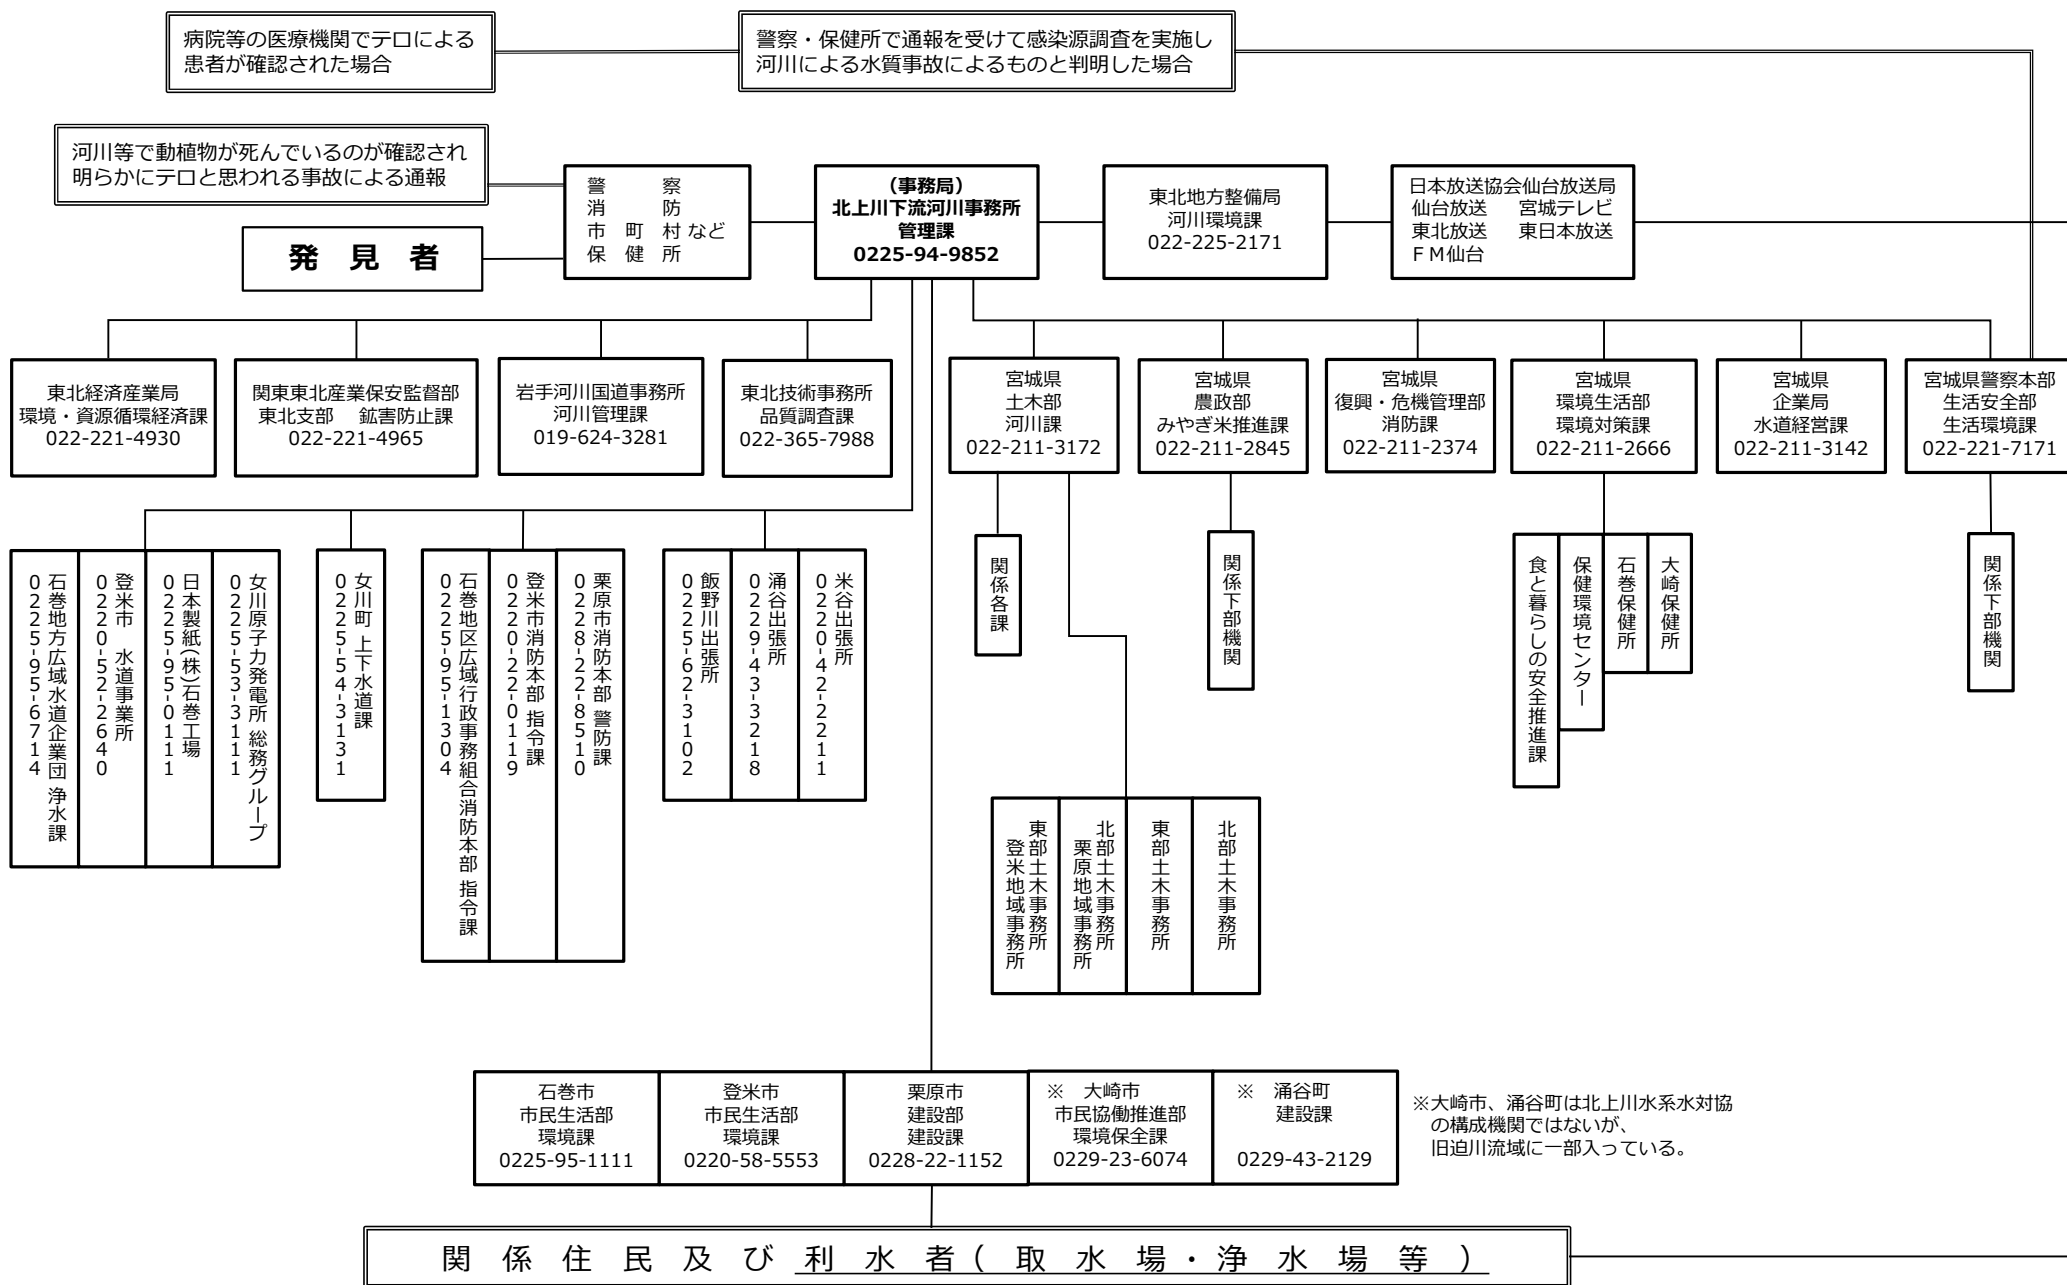 病院等の医療機関でテロによる
患者が確認された場合
警察・保健所で通報を受けて感染源調査を実施し
河川による水質事故によるものと判明した場合
河川等で動植物が死んでいるのが確認され
明らかにテロと思われる事故による通報
発見者
警察
消防
市町村など
保健所
(事務局)
北上川下流河川事務所
管理課
0225-94-9852
東北地方整備局
河川環境課
022-225-2171
日本放送協会仙台放送局
仙台放送 宮城テレビ
東北放送 東日本放送
FM仙台
東北経済産業局
環境・資源循環経済課
022-221-4930
関東東北産業保安監督部
東北支部 鉱害防止課
022-221-4965
岩手河川国道事務所
河川管理課
019-624-3281
東北技術事務所
品質調査課
022-365-7988
宮城県
土木部
河川課
022-211-3172
宮城県
農政部
みやぎ米推進課
022-211-2845
宮城県
復興・危機管理部
消防課
022-211-2374
宮城県
環境生活部
環境対策課
022-211-2666
宮城県
企業局
水道経営課
022-211-3142
宮城県警察本部
生活安全部
生活環境課
022-221-7171
石巻地方広域水道企業団 浄水課
0225-95-6714
登米市 水道事業所
0220-52-2640
日本製紙(株)石巻工場
0225-95-0111
女川原子力発電所 総務グループ
0225-53-3111
女川町 上下水道課
0225-54-3131
石巻地区広域行政事務組合消防本部 指令課
0225-95-1304
登米市消防本部 指令課
0220-22-0119
栗原市消防本部 警防課
0228-22-8510
飯野川出張所
0225-62-3102
涌谷出張所
0229-43-3218
米谷出張所
0220-42-2211
関係各課
関係下部機関
食と暮らしの安全推進課
保健環境センター
石巻保健所
大崎保健所
関係下部機関
東部土木事務所
登米地域事務所
北部土木事務所
栗原地域事務所
東部土木事務所
北部土木事務所
石巻市
市民生活部
環境課
0225-95-1111
登米市
市民生活部
環境課
0220-58-5553
栗原市
建設部
建設課
0228-22-1152
※ 大崎市
市民協働推進部
環境保全課
0229-23-6074
※ 涌谷町
建設課
0229-43-2129
※大崎市、涌谷町は北上川水系水対協
の構成機関ではないが、
旧迫川流域に一部入っている。
関係住民及び利水者(取水場・浄水場等)